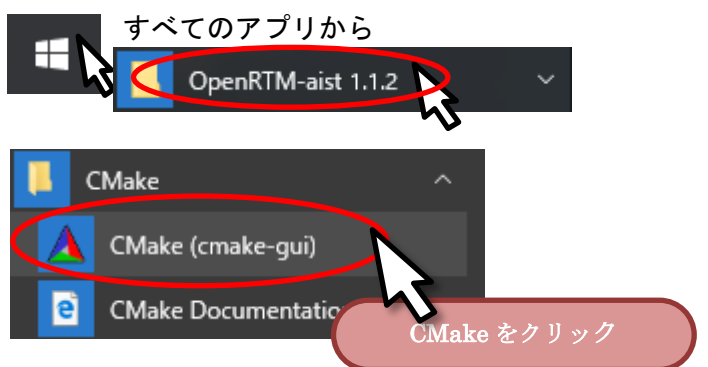 すべてのアプリから
OpenRTM-aist 1.1.2
CMake
CMake (cmake-gui)
CMake Documentatio
CMake をクリック